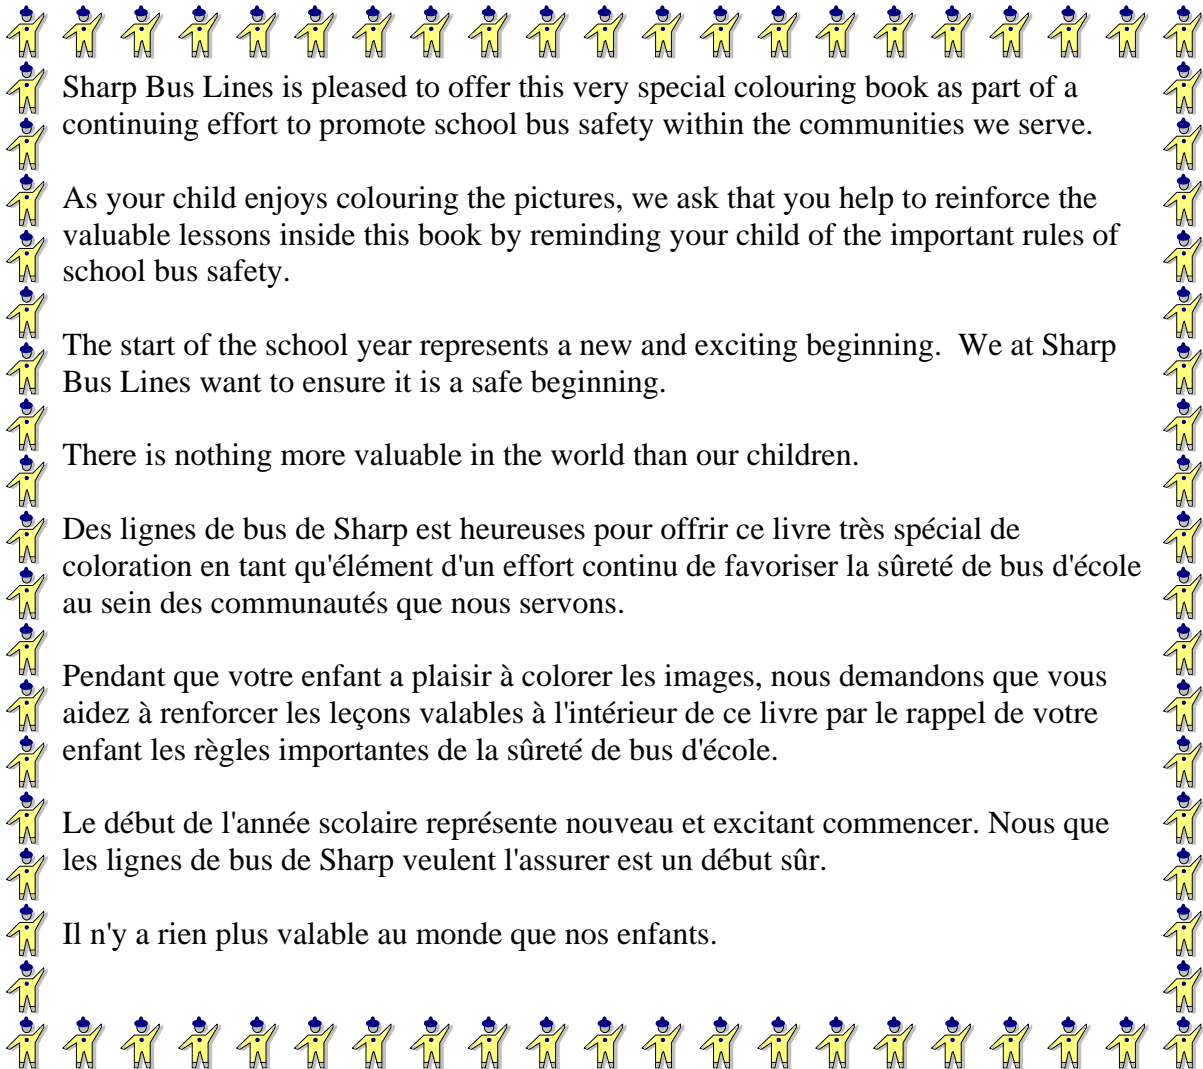 Sharp Bus Lines is pleased to offer this very special colouring book as part of a
continuing effort to promote school bus safety within the communities we serve.
As your child enjoys colouring the pictures, we ask that you help to reinforce the
valuable lessons inside this book by reminding your child of the important rules of
school bus safety.
The start of the school year represents a new and exciting beginning.  We at Sharp
Bus Lines want to ensure it is a safe beginning.
There is nothing more valuable in the world than our children.
Des lignes de bus de Sharp est heureuses pour offrir ce livre très spécial de
coloration en tant qu'élément d'un effort continu de favoriser la sûreté de bus d'école
au sein des communautés que nous servons.
Pendant que votre enfant a plaisir à colorer les images, nous demandons que vous
aidez à renforcer les leçons valables à l'intérieur de ce livre par le rappel de votre
enfant les règles importantes de la sûreté de bus d'école.
Le début de l'année scolaire représente nouveau et excitant commencer. Nous que
les lignes de bus de Sharp veulent l'assurer est un début sûr.
Il n'y a rien plus valable au monde que nos enfants.